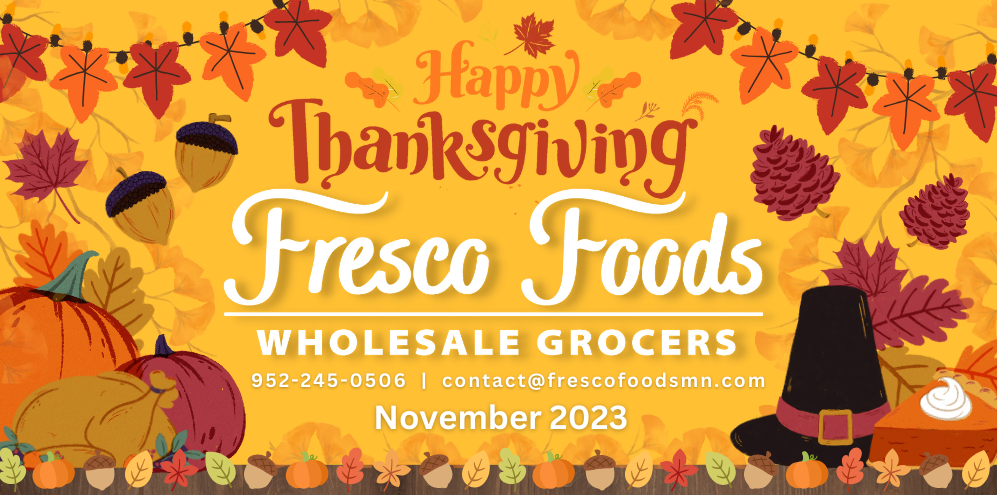 Happy
Thanksgiving
Fresco Foods
WHOLESALE GROCERS
952-245-0506 | contact@frescofoodsmn.com
November 2023